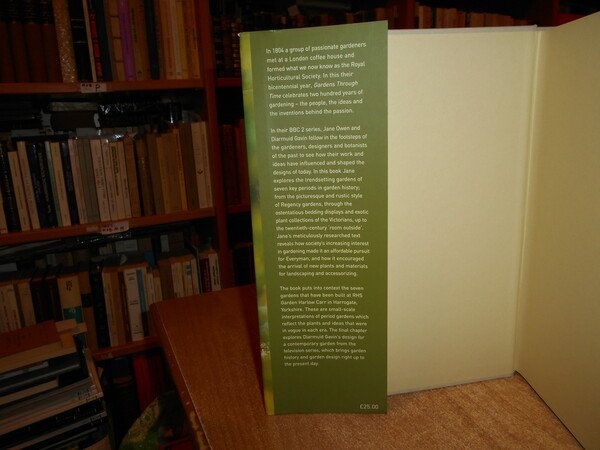 In 1804 a group of passionate gardeners
met at a London coffee house and
formed what we now know as the Royal
Horticultural Society. In this their
bicentennial year, Gardens Through
Time celebrates two hundred years of
gardening – the people, the ideas and
the inventions behind the passion.
In their BBC 2 series, Jane Owen and
Diarmuid Gavin follow in the footsteps of
the gardeners, designers and botanists
of the past to see how their work and
ideas have influenced and shaped the
designs of today. In this book Jane
explores the trendsetting gardens of
seven key periods in garden history;
from the picturesque and rustic style
of Regency gardens, through the
ostentatious bedding displays and exotic
plant collections of the Victorians, up to
the twentieth-century 'room outside'.
Jane's meticulously researched text
reveals how society's increasing interest
in gardening made it an affordable pursuit
for Everyman, and how it encouraged
the arrival of new plants and materials
for landscaping and accessorizing.
The book puts into context the seven
gardens that have been built at RHS
Garden Harlow Carr in Harrogate,
Yorkshire. These are small-scale
interpretations of period gardens which
reflect the plants and ideas that were
in vogue in each era. The final chapter
explores Diarmuid Gavin's design for
a contemporary garden from the
television series, which brings garden
history and garden design right up to
the present day.
£25.00